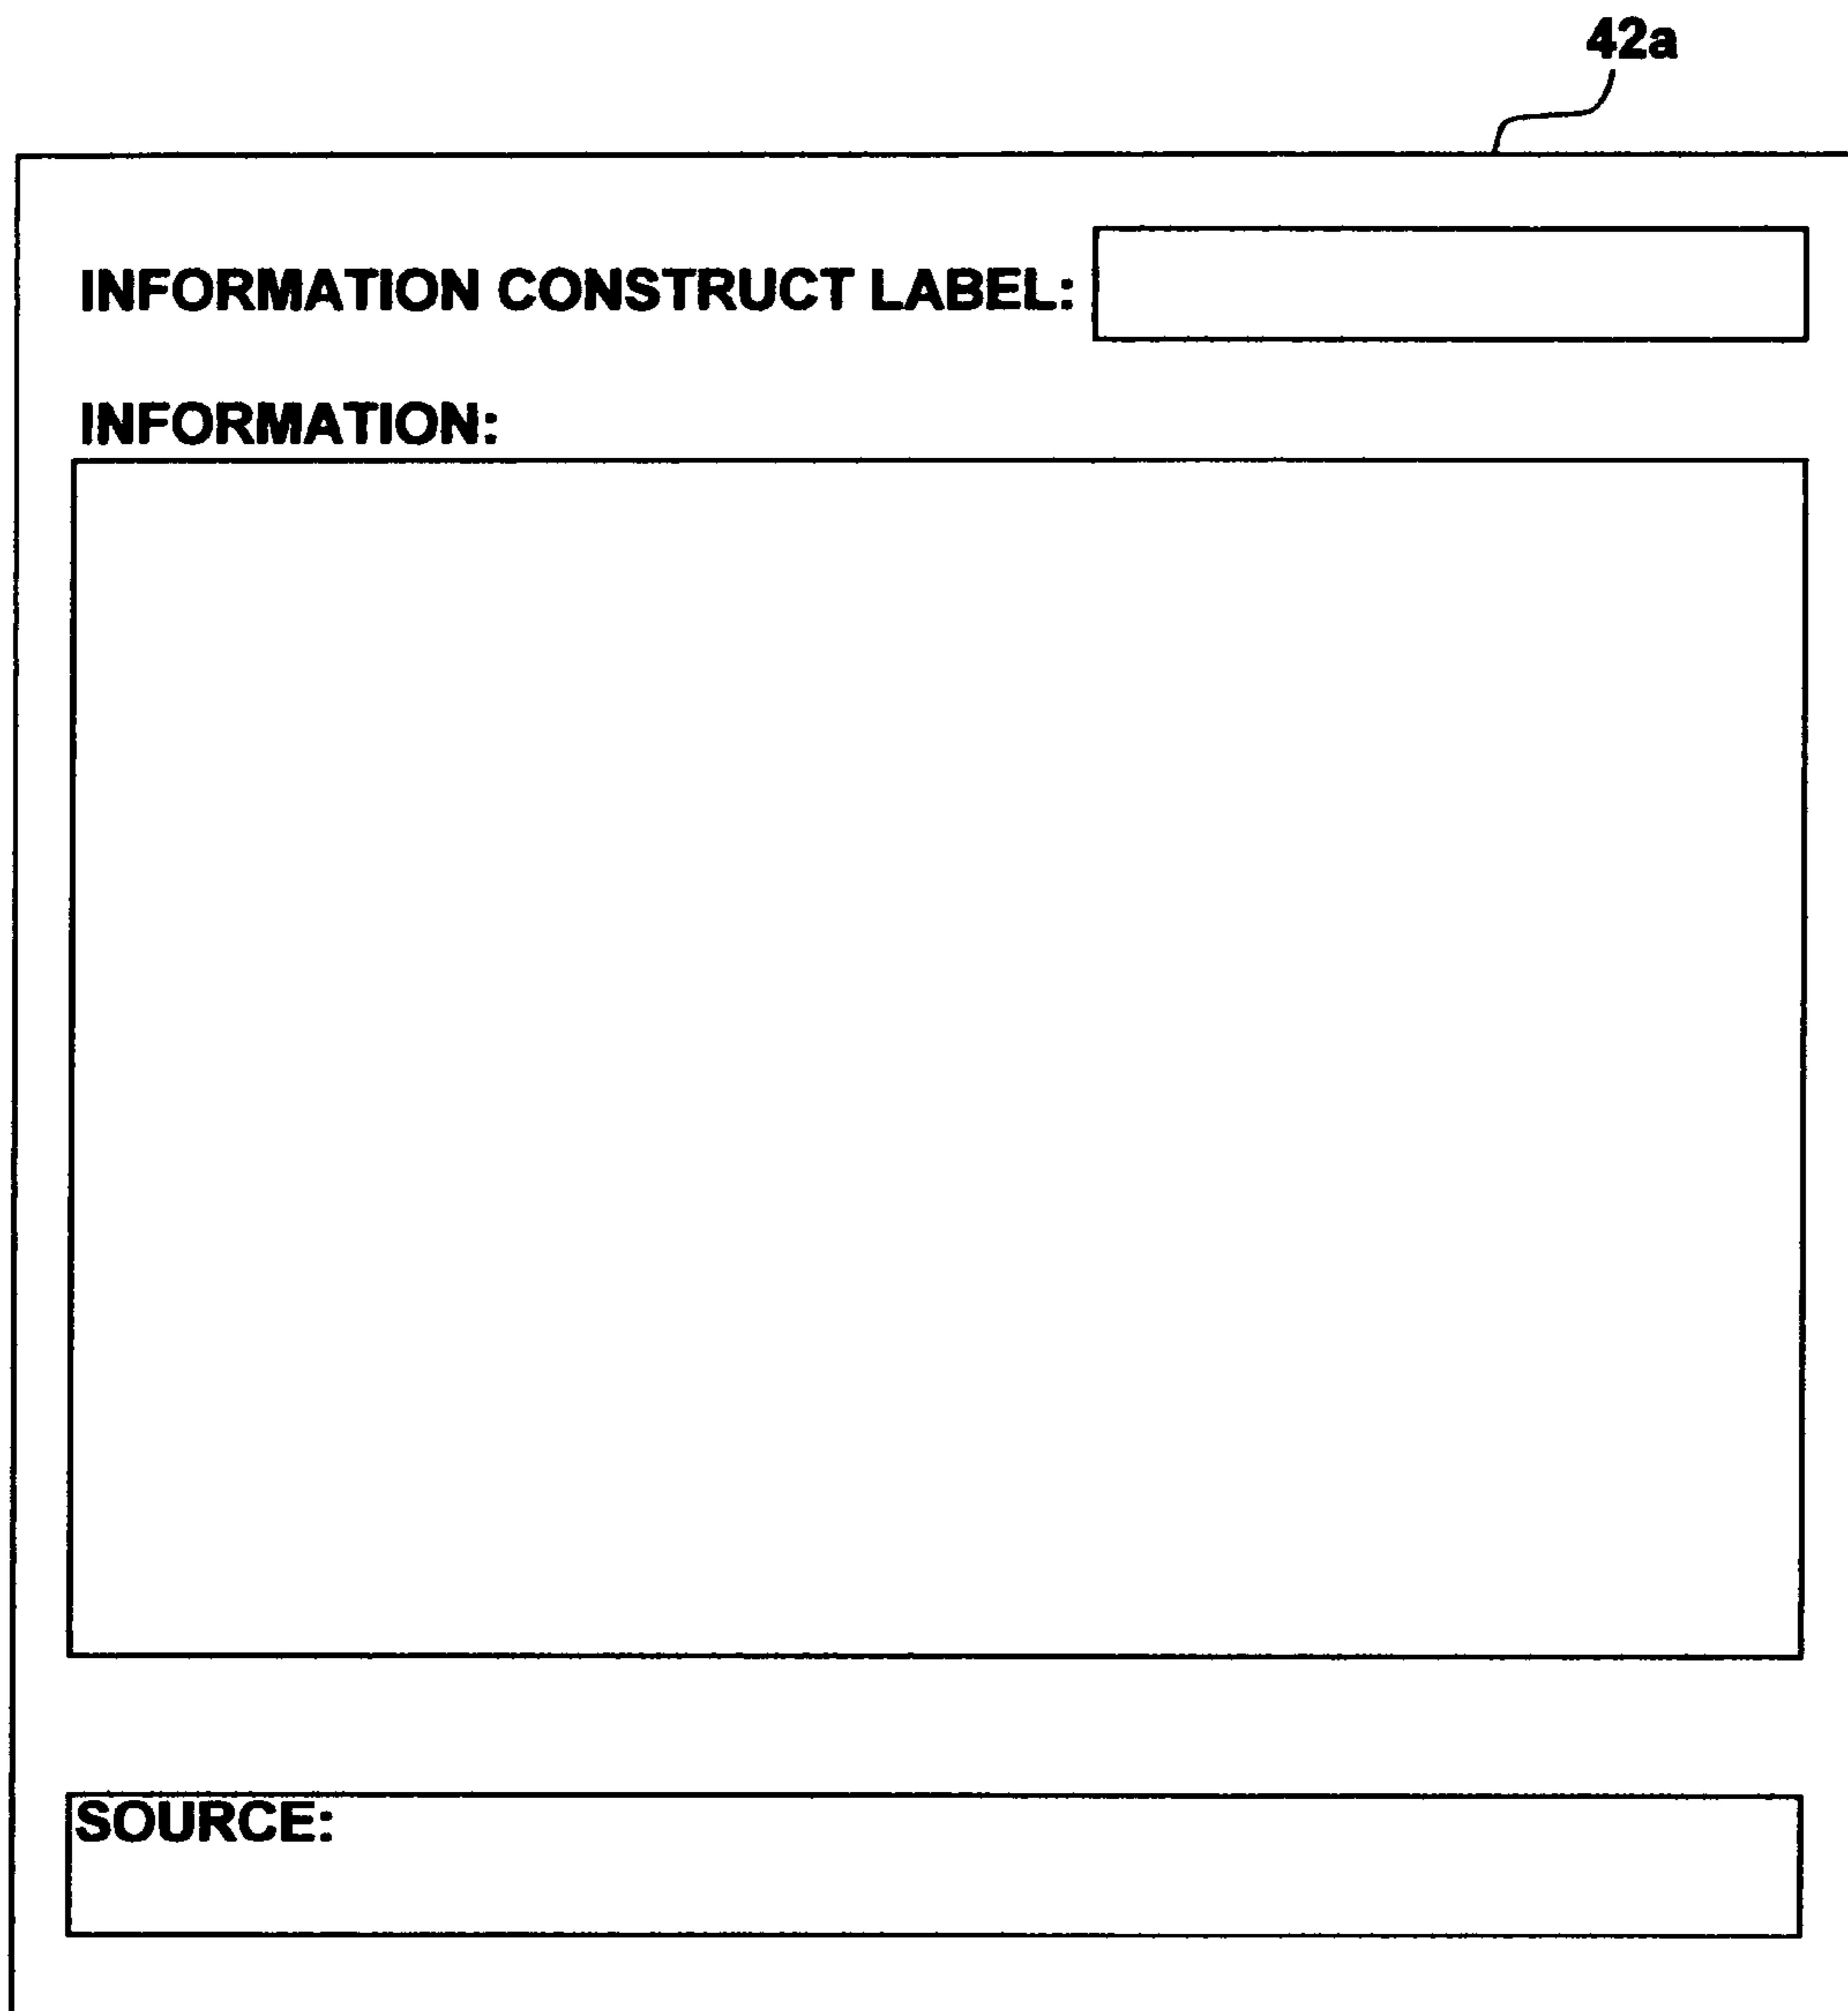 42a
INFORMATION CONSTRUCT LABEL:
INFORMATION:
SOURCE: